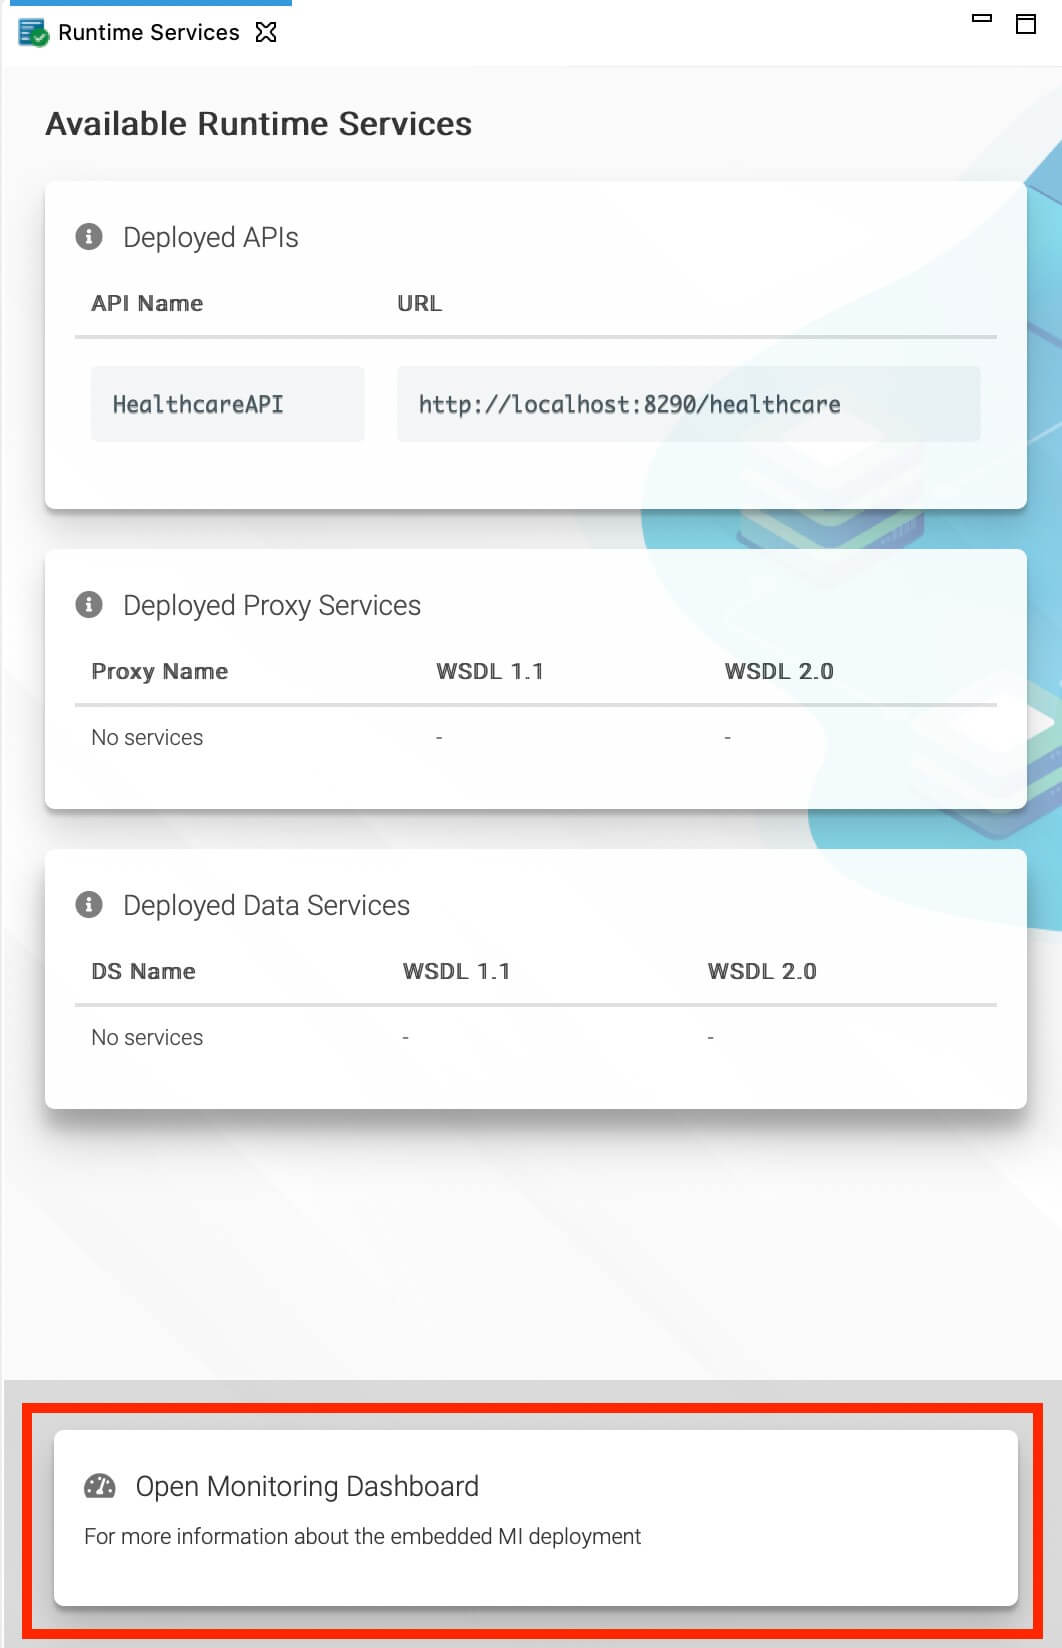 Runtime Services
Available Runtime Services
Deployed APIs
API Name URL
HealthcareAPI http://localhost:8290/healthcare
Deployed Proxy Services
Proxy Name WSDL 1.1 WSDL 2.0
No services - -
Deployed Data Services
DS Name WSDL 1.1 WSDL 2.0
No services - -
Open Monitoring Dashboard
For more information about the embedded MI deployment